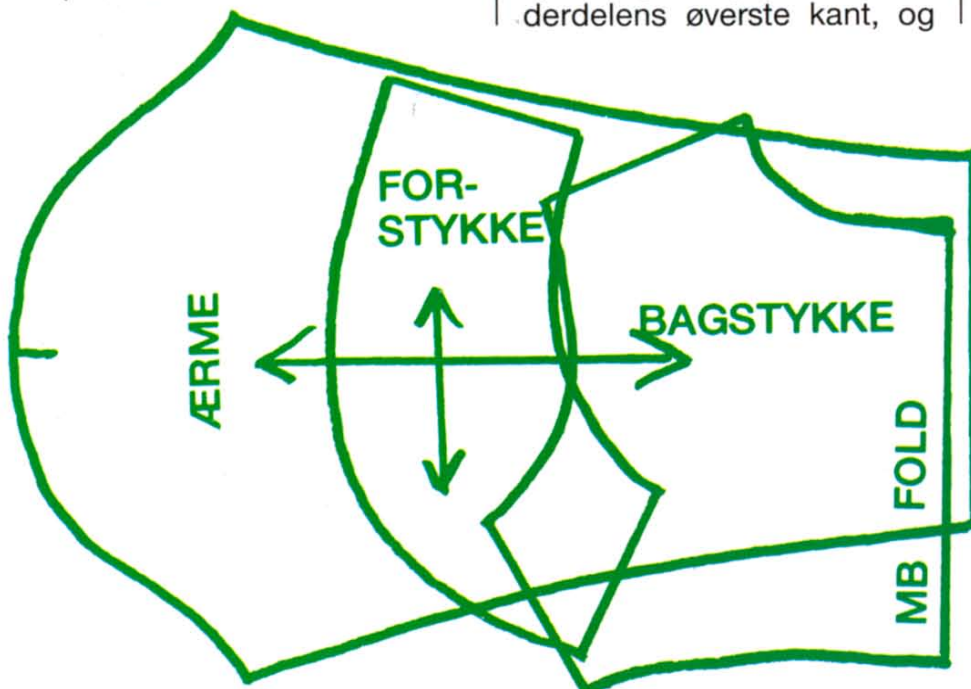 derdelens øverste kant, og
FOR-
STYKKE
ÆRME
BAGSTYKKE
MB FOLD